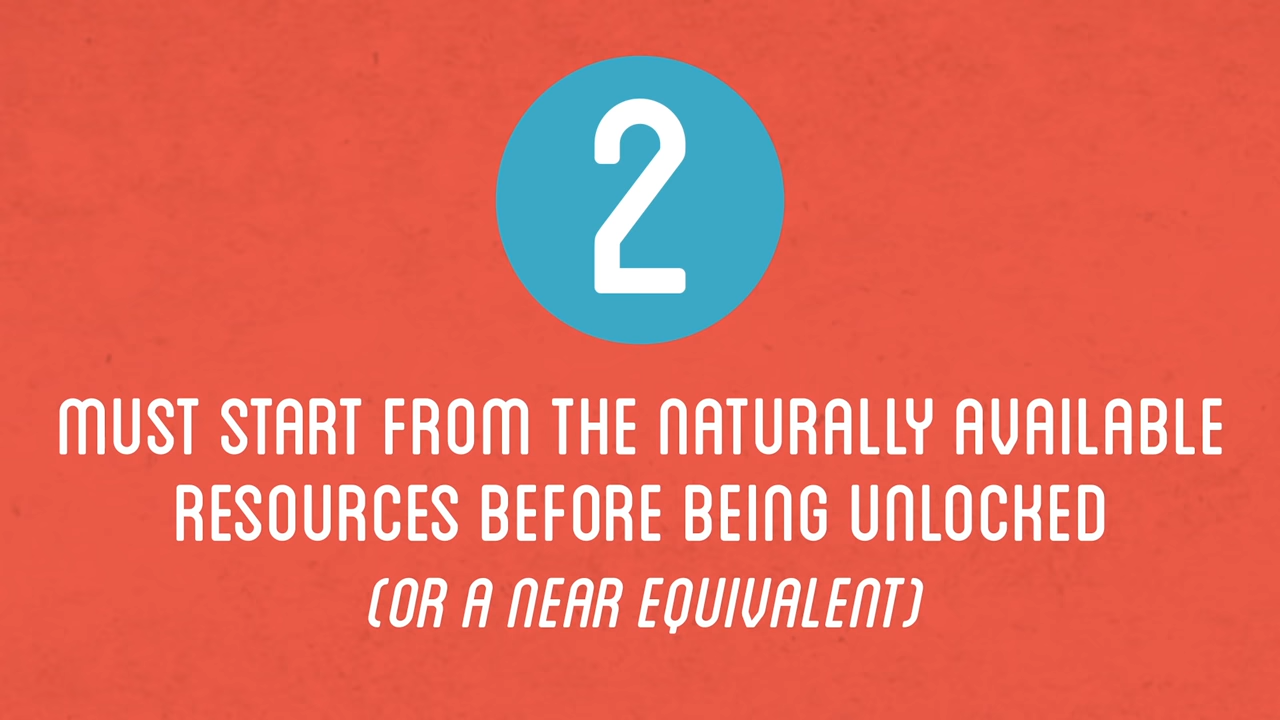 2
MUST START FROM THE NATURALLY AVAILABLE
RESOURCES BEFORE BEING UNLOCKED
(OR A NEAR EQUIVALENT)